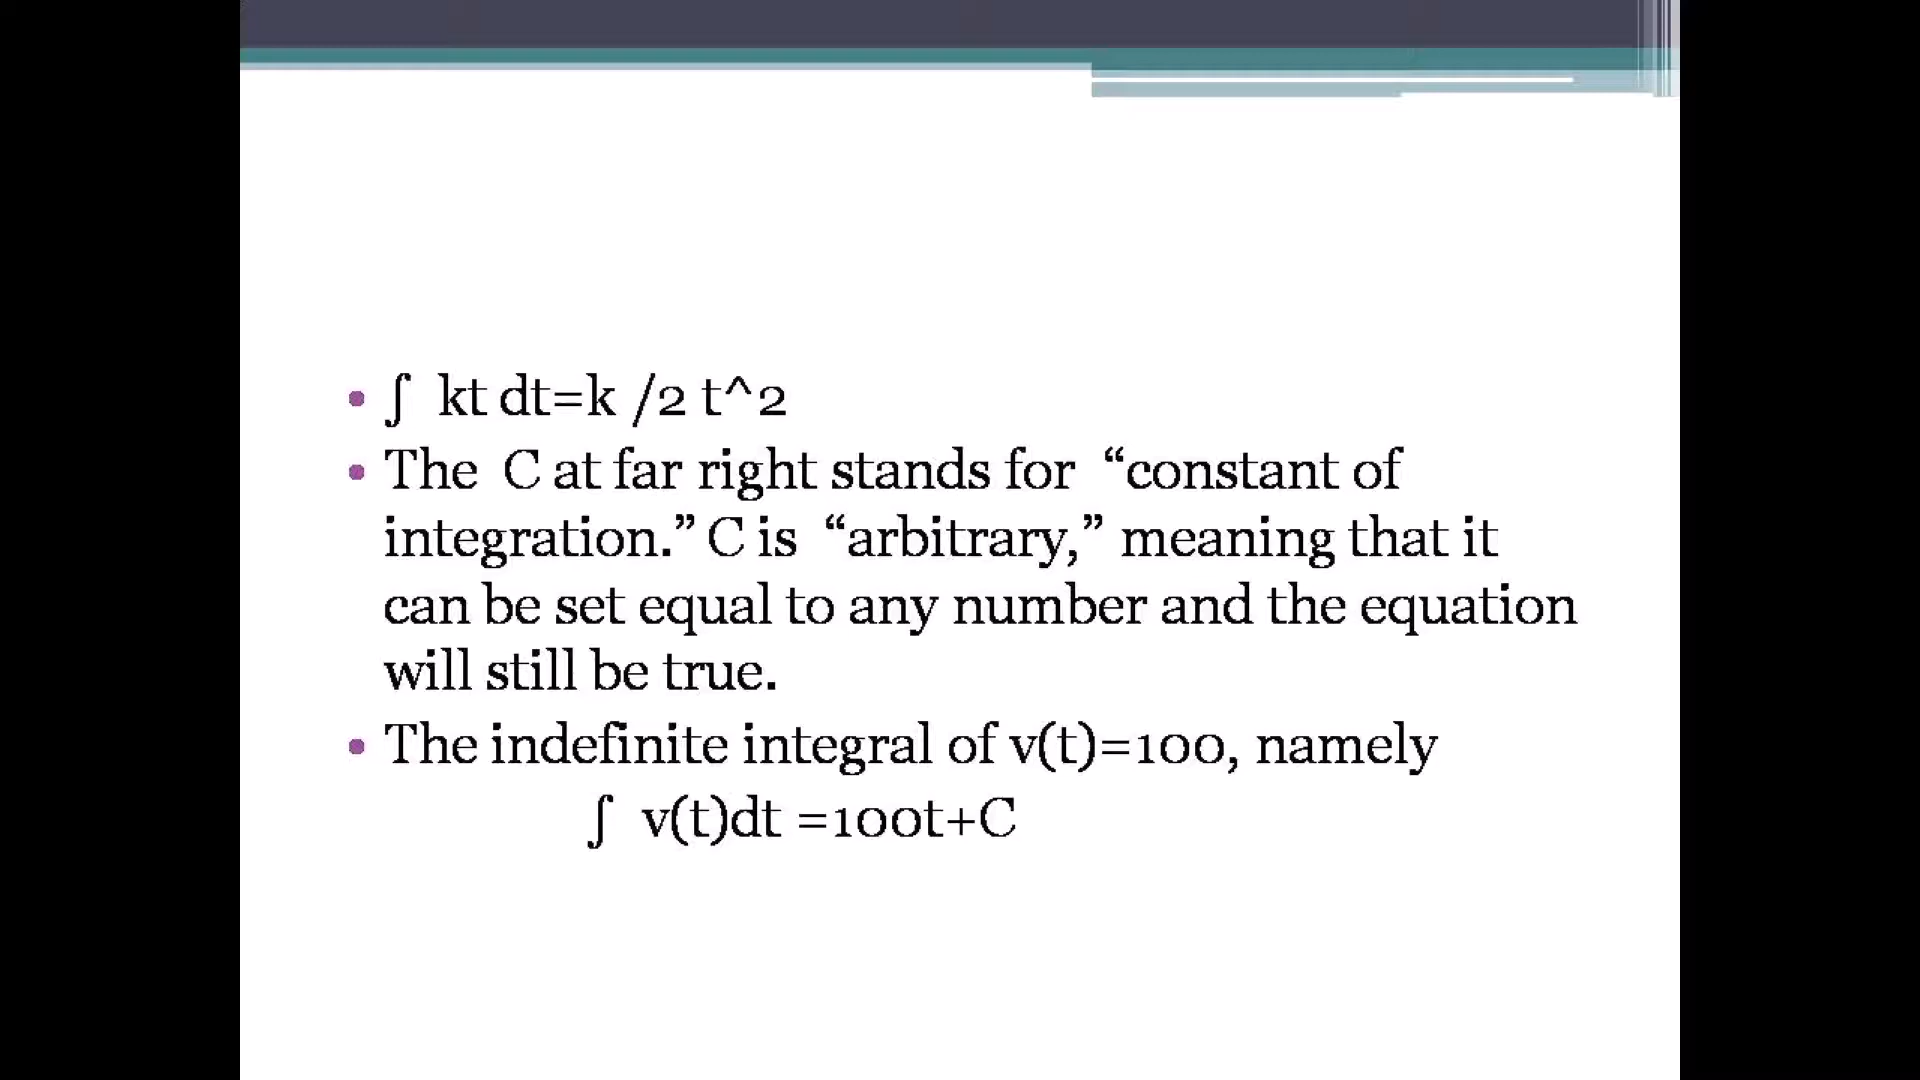 • ∫ kt dt=k /2 t^2
• The C at far right stands for “constant of
integration.” C is “arbitrary,” meaning that it
can be set equal to any number and the equation
will still be true.
• The indefinite integral of v(t)=100, namely
∫ v(t)dt =100t+C